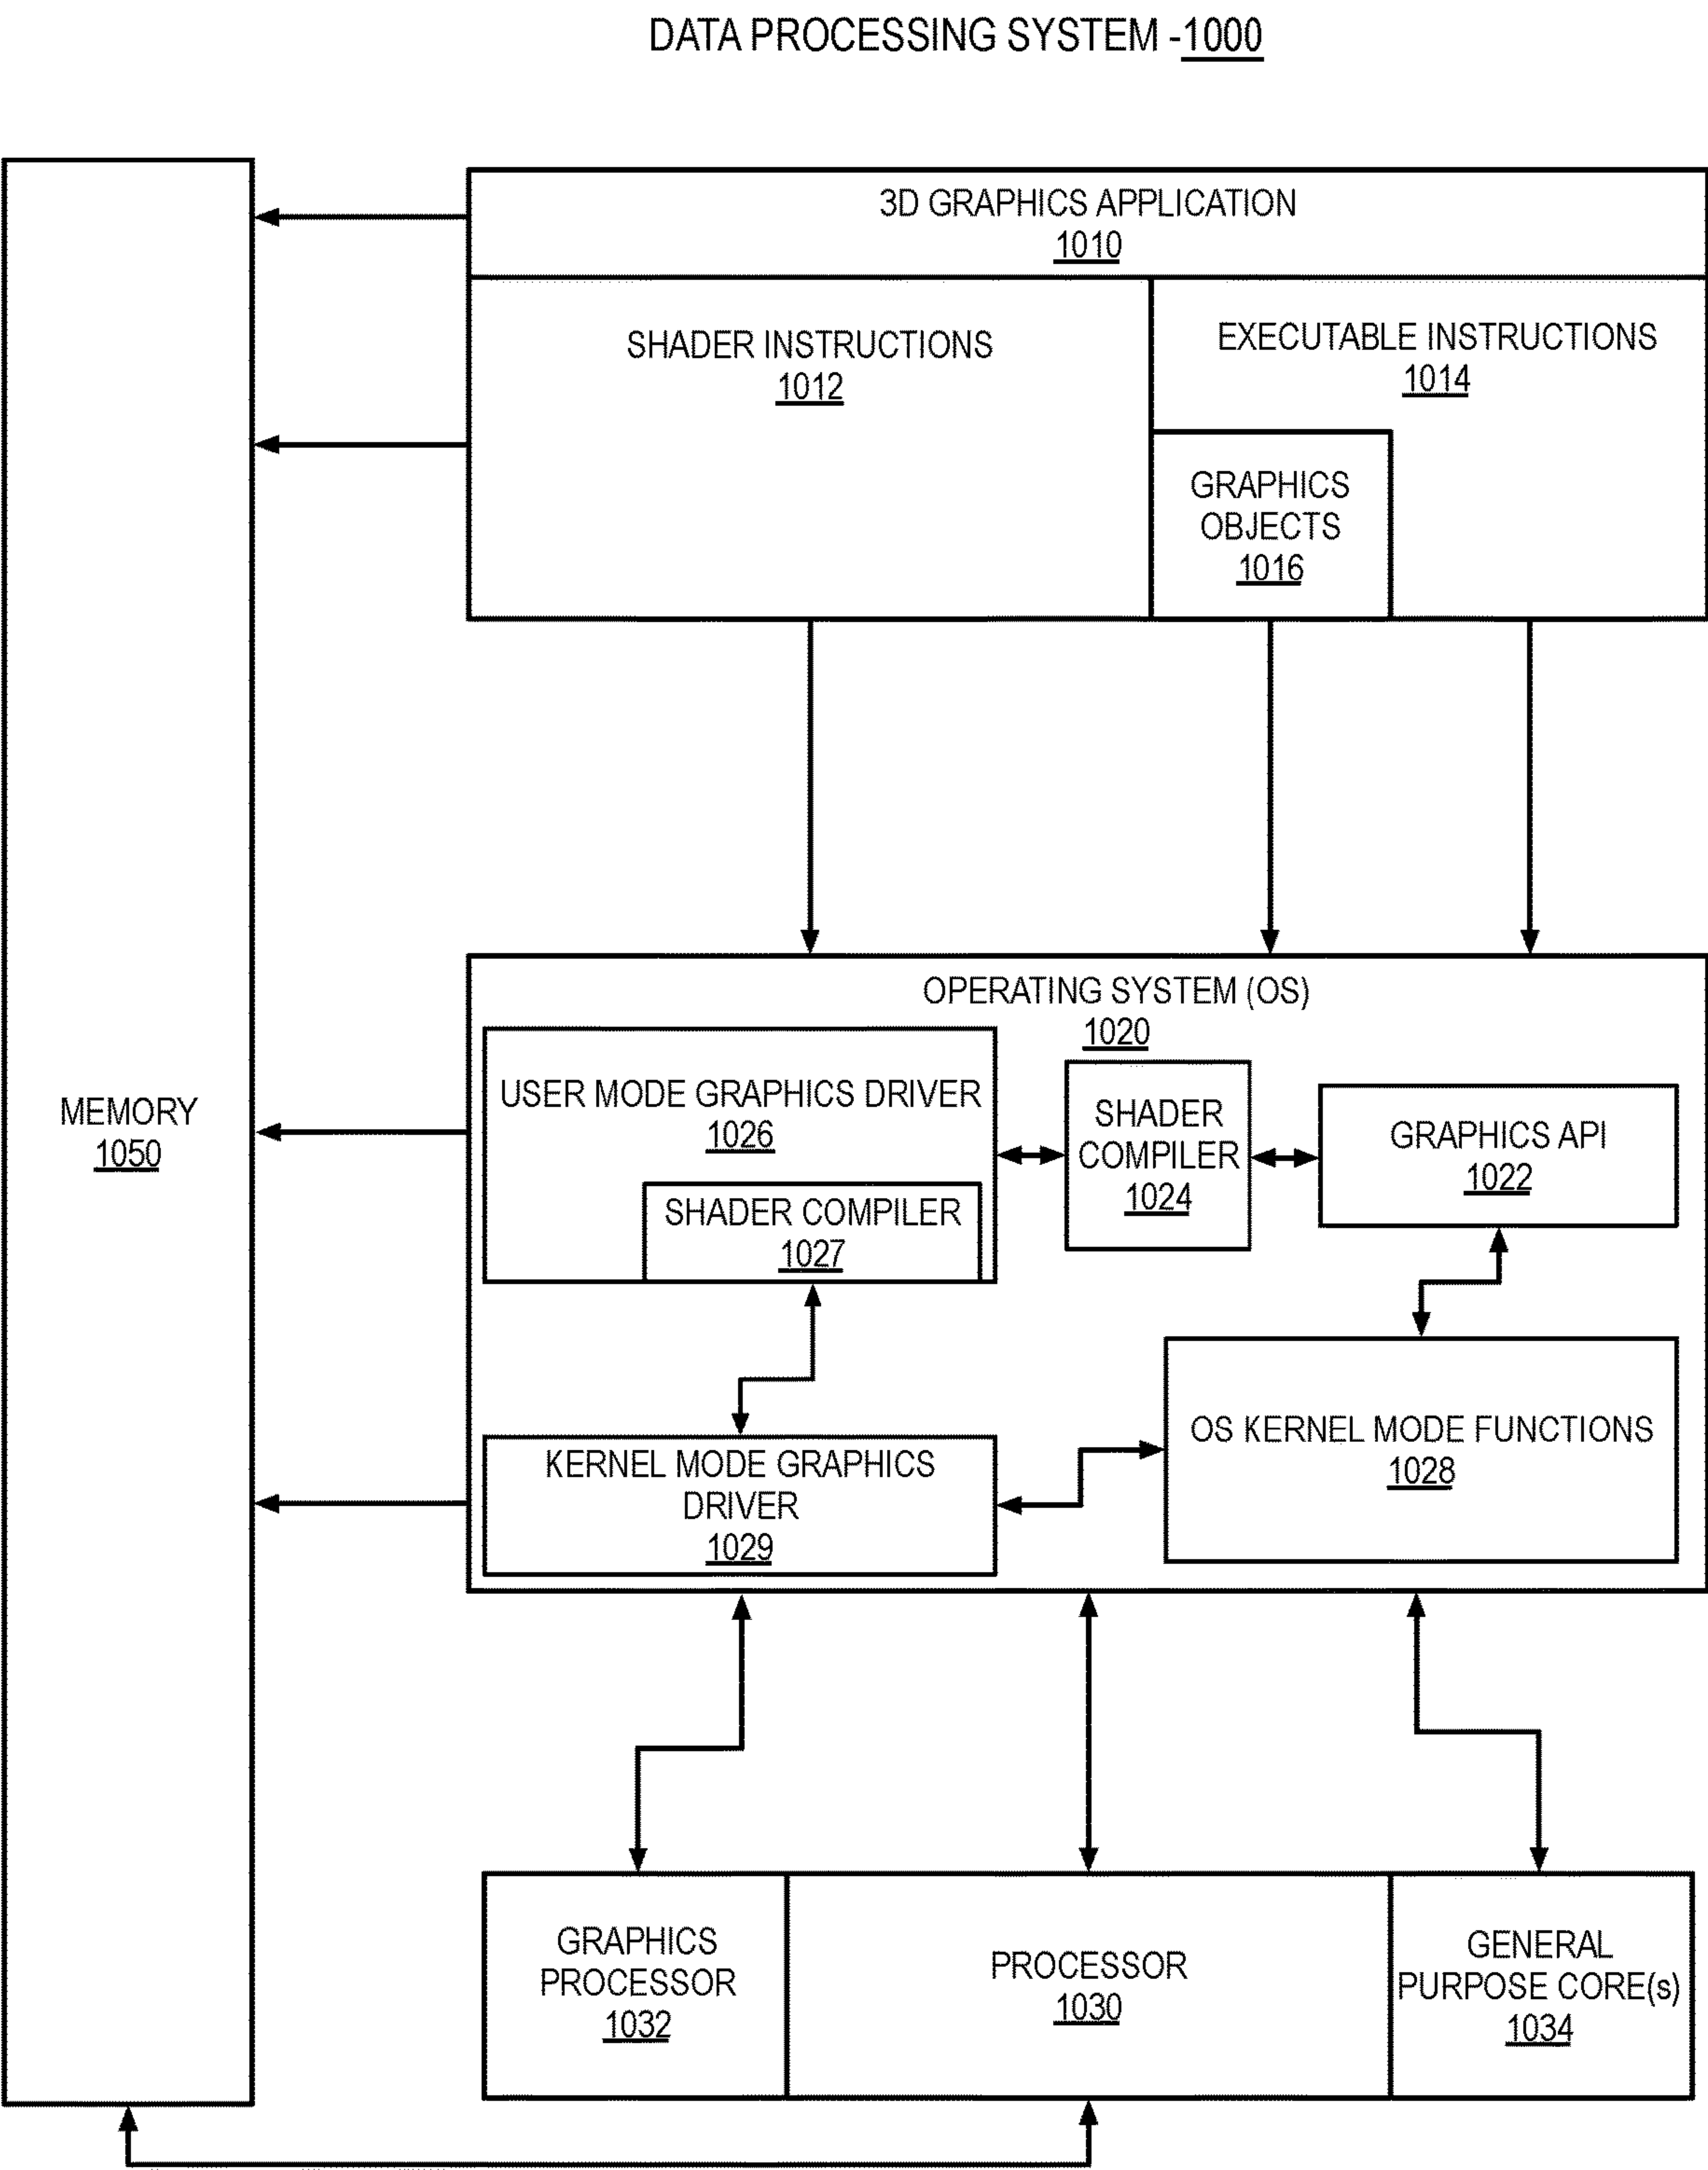 DATA PROCESSING SYSTEM -1000
3D GRAPHICS APPLICATION
1010
SHADER INSTRUCTIONS
1012
EXECUTABLE INSTRUCTIONS
1014
GRAPHICS
OBJECTS
1016
MEMORY
1050
OPERATING SYSTEM (OS)
1020
USER MODE GRAPHICS DRIVER
1026
SHADER COMPILER
1027
SHADER
COMPILER
1024
GRAPHICS API
1022
KERNEL MODE GRAPHICS
DRIVER
1029
OS KERNEL MODE FUNCTIONS
1028
GRAPHICS
PROCESSOR
1032
PROCESSOR
1030
GENERAL
PURPOSE CORE(s)
1034